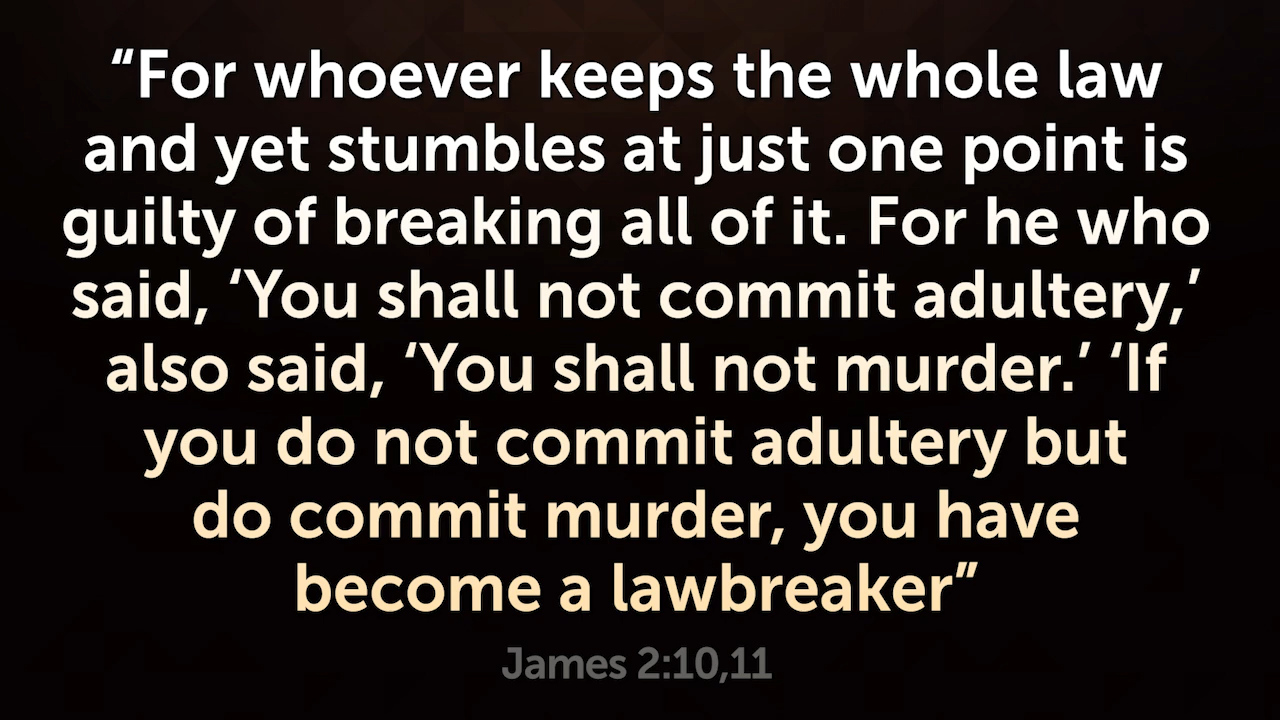 “For whoever keeps the whole law
and yet stumbles at just one point is
guilty of breaking all of it. For he who
said, ‘You shall not commit adultery,’
also said, ‘You shall not murder.’ ‘If
you do not commit adultery but
do commit murder, you have
become a lawbreaker”
James 2:10,11